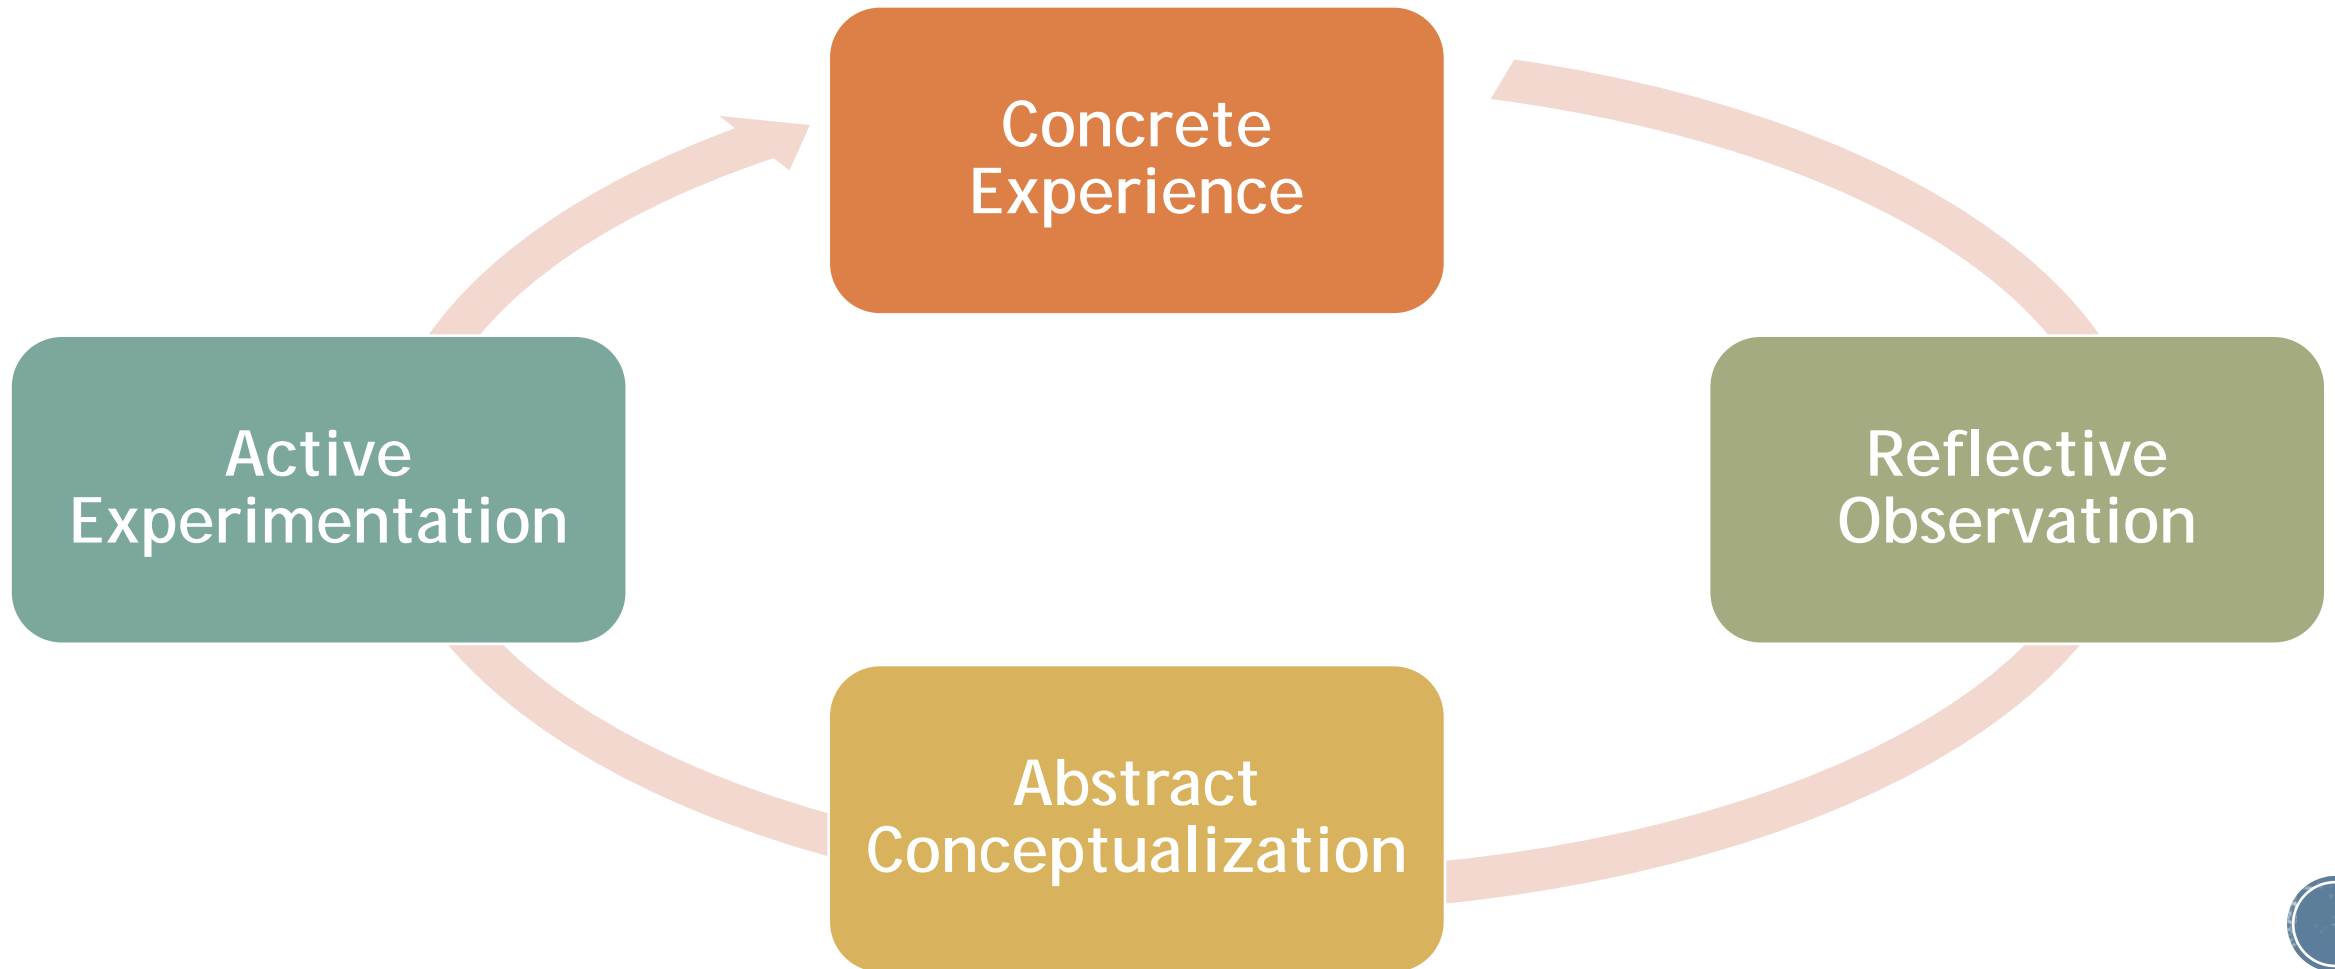 Concrete
Experience
Reflective
Observation
Abstract
Conceptualization
Active
Experimentation